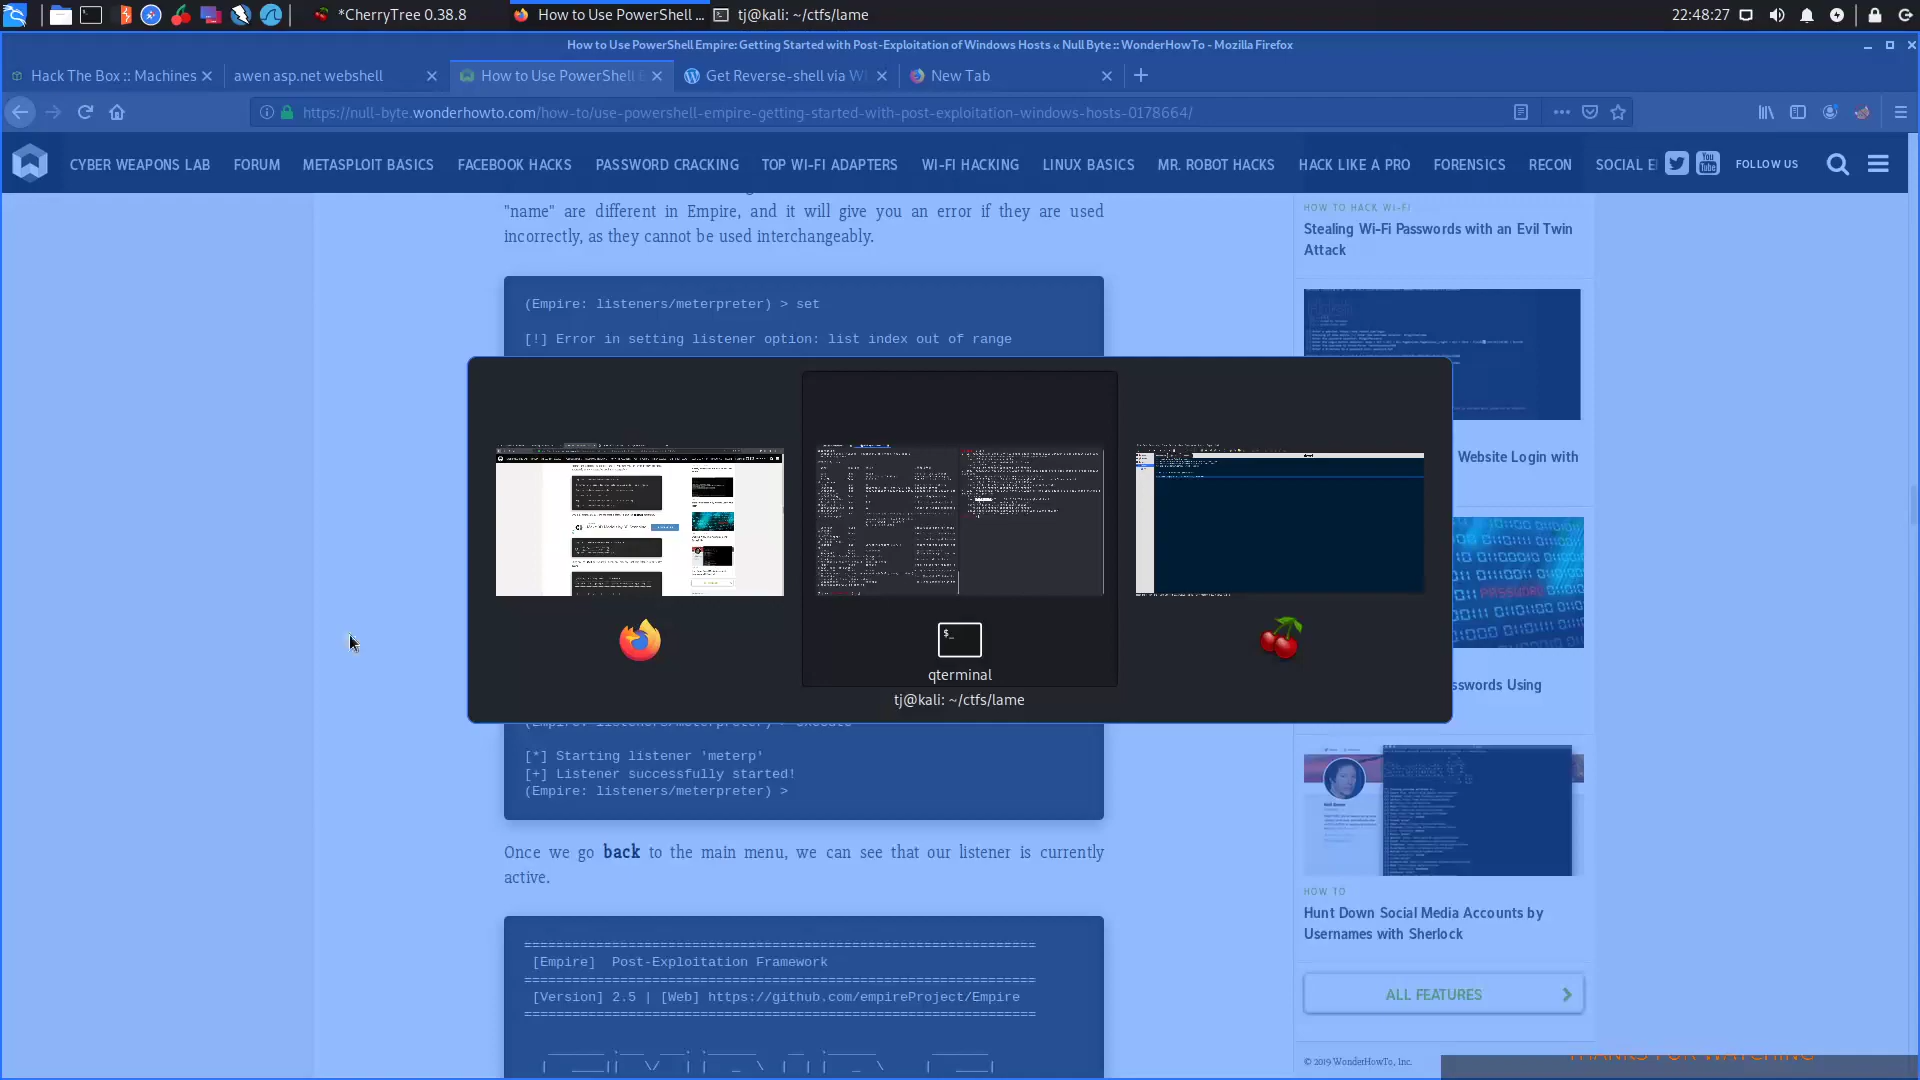 *CherryTree 0.38.8
How to Use PowerShell ...
tj@kali: ~/ctfs/lame
22:48:27
How to Use PowerShell Empire: Getting Started with Post-Exploitation of Windows Hosts « Null Byte :: WonderHowTo - Mozilla Firefox
Hack The Box :: Machines
awen asp.net webshell
How to Use PowerShell E
Get Reverse-shell via W
New Tab
https://null-byte.wonderhowto.com/how-to/use-powershell-empire-getting-started-with-post-exploitation-windows-hosts-0178664/
CYBER WEAPONS LAB
FORUM
METASPLOIT BASICS
FACEBOOK HACKS
PASSWORD CRACKING
TOP WI-FI ADAPTERS
WI-FI HACKING
LINUX BASICS
MR. ROBOT HACKS
HACK LIKE A PRO
FORENSICS
RECON
SOCIAL E
You Tube
FOLLOW US
"name" are different in Empire, and it will give you an error if they are used
incorrectly, as they cannot be used interchangeably.
(Empire: listeners/meterpreter) > set
[!] Error in setting listener option: list index out of range
$_
qterminal
tj@kali: ~/ctfs/lame
(Empire: listeners/meterpreter) > execute
[*] Starting listener 'meterp'
[+] Listener successfully started!
(Empire: listeners/meterpreter) >
Once we go back to the main menu, we can see that our listener is currently
active.
================================================================
[Empire]  Post-Exploitation Framework
================================================================
[Version] 2.5 | [Web] https://github.com/empireProject/Empire
================================================================
HOW TO HACK WI-FI
Stealing Wi-Fi Passwords with an Evil Twin
Attack
Website Login with
PASSWORD
sswords Using
HOW TO
Hunt Down Social Media Accounts by
Usernames with Sherlock
ALL FEATURES
© 2019 WonderHowTo, Inc.
THANKS FOR WATCHING